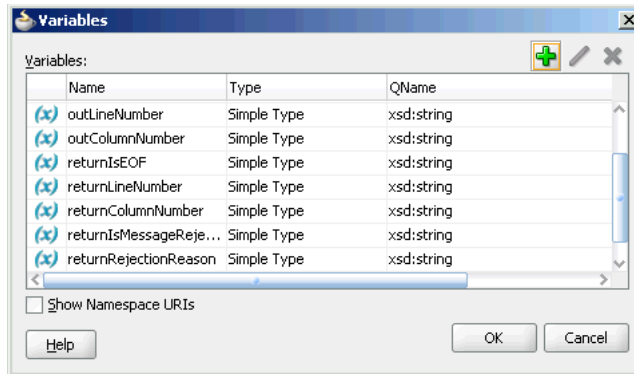 Variables
Variables:
Name Type QName
(x) outLineNumber Simple Type xsd:string
(x) outColumnNumber Simple Type xsd:string
(x) returnIsEOF Simple Type xsd:string
(x) returnLineNumber Simple Type xsd:string
(x) returnColumnNumber Simple Type xsd:string
(x) returnIsMessageReje... Simple Type xsd:string
(x) returnRejectionReason Simple Type xsd:string
Show Namespace URIs
Help OK Cancel